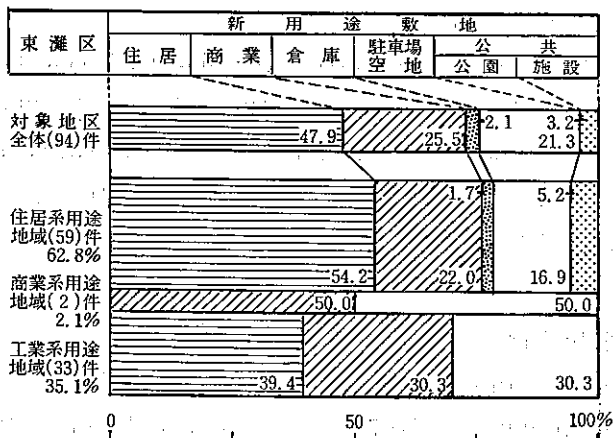 東灘区
新用途敷地
住居 商業 倉庫 駐車場空地 公共
公園 施設
対象地区
全体(94)件
47.9 25.5 2.1 21.3 3.2
住居系用途
地域(59)件
62.8%
54.2 22.0 1.7 16.9 5.2
商業系用途
地域(2)件
2.1%
50.0 50.0
工業系用途
地域(33)件
35.1%
39.4 30.3 30.3
0 50 100%